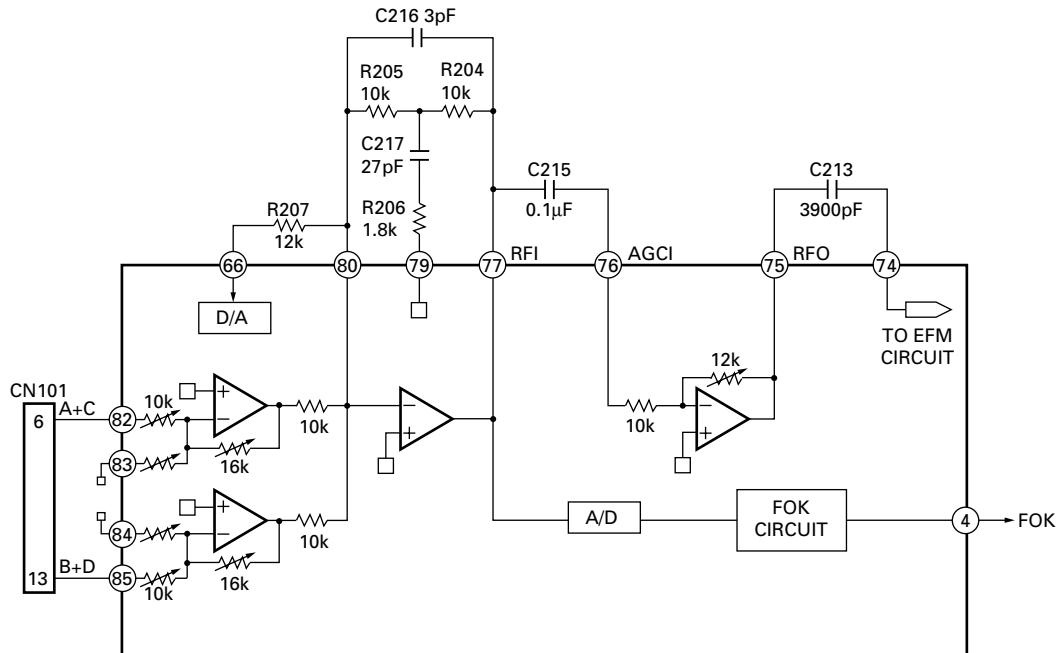 C216 3pF
R205
10k
R204
10k
C217
27pF
C215
0.1µF
C213
3900pF
R207
12k
R206
1.8k
66
80
79
77
RFI
76
AGCI
75
RFO
74
D/A
TO EFM
CIRCUIT
CN101
6
A+C
82
10k
+
−
16k
10k
83
−
+
10k
12k
−
+
84
+
−
16k
10k
13
B+D
85
10k
A/D
FOK
CIRCUIT
4
FOK